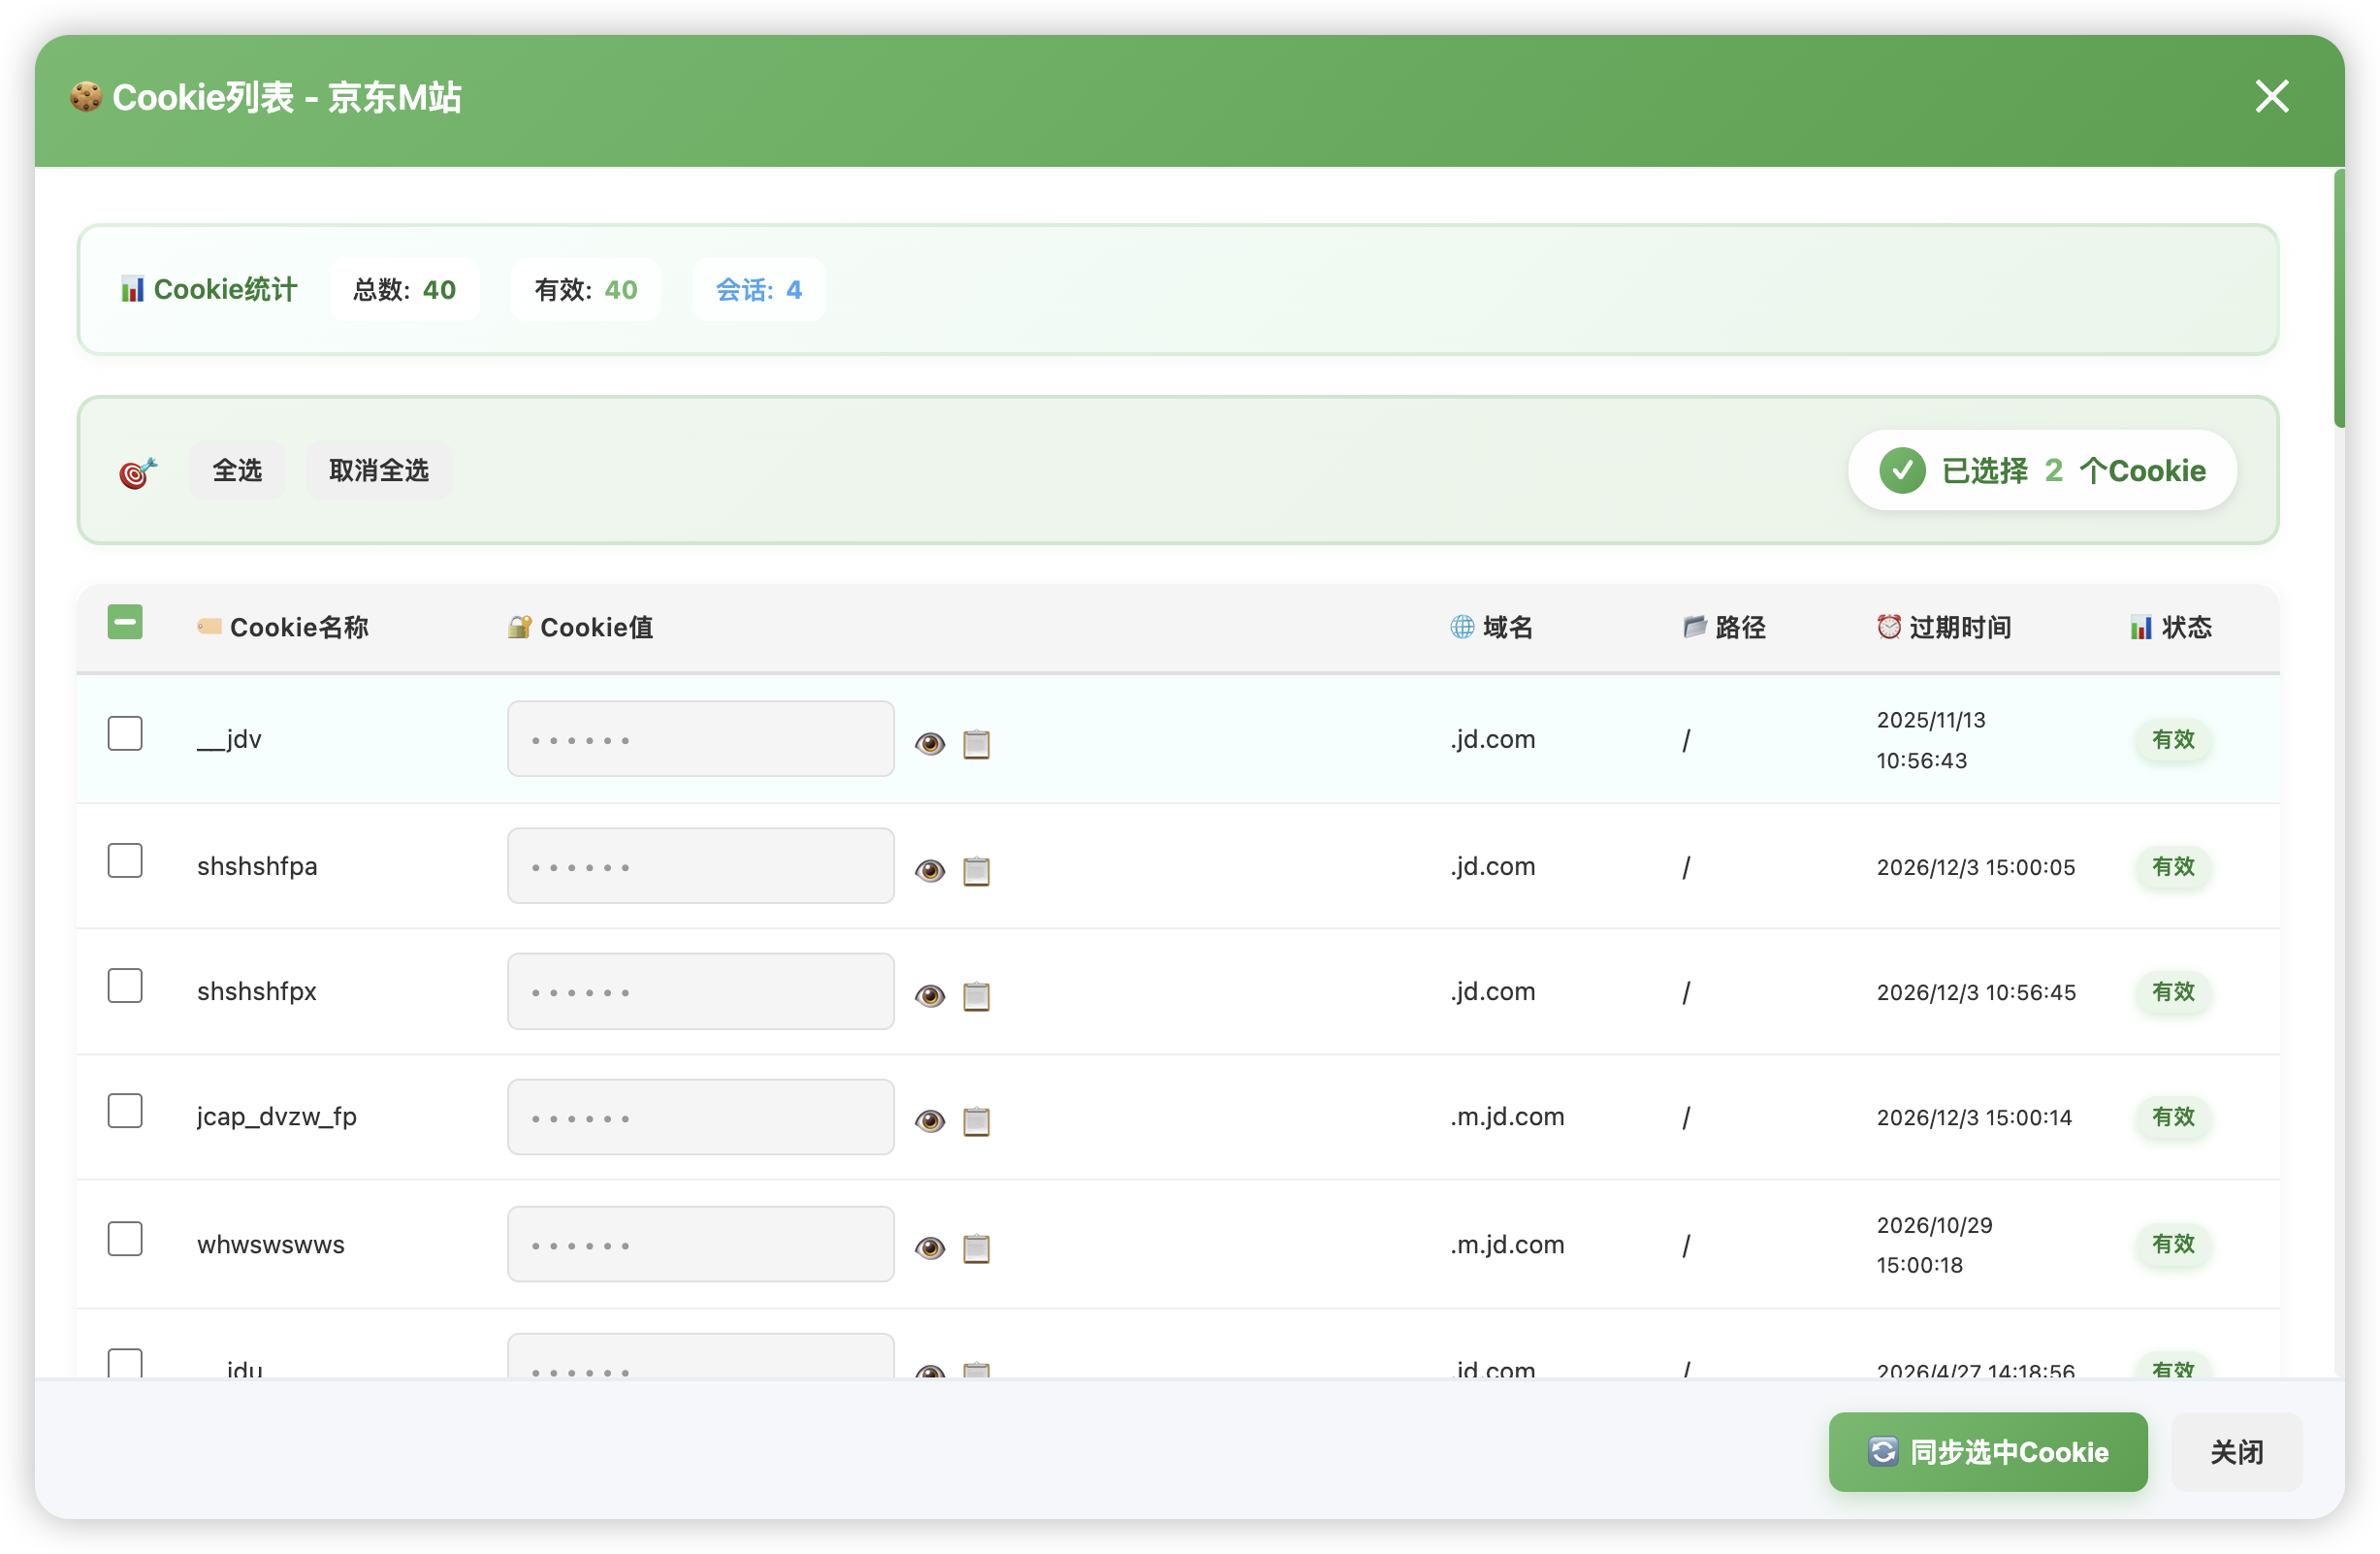 Cookie列表 - 京东M站
Cookie统计 总数: 40 有效: 40 会话: 4
全选 取消全选 已选择 2 个Cookie
Cookie名称 Cookie值 域名 路径 过期时间 状态
__jdv •••••• .jd.com / 2025/11/13 10:56:43 有效
shshshfpa •••••• .jd.com / 2026/12/3 15:00:05 有效
shshshfpx •••••• .jd.com / 2026/12/3 10:56:45 有效
jcap_dvzw_fp •••••• .m.jd.com / 2026/12/3 15:00:14 有效
whwswswws •••••• .m.jd.com / 2026/10/29 15:00:18 有效
__jdu •••••• .jd.com / 2026/4/27 14:18:56 有效
同步选中Cookie 关闭